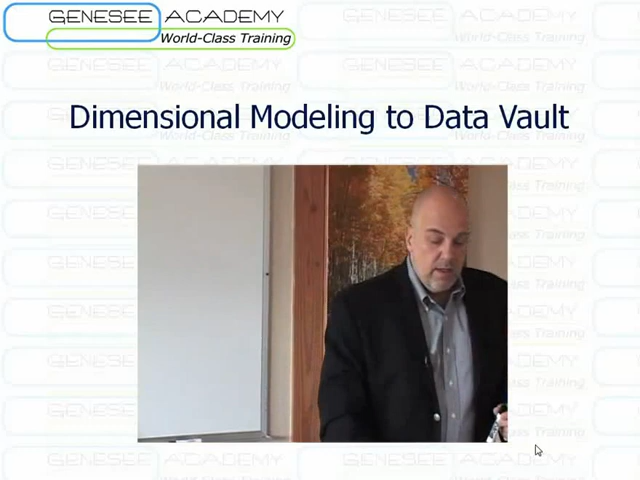 GENESEE ACADEMY
World-Class Training
Dimensional Modeling to Data Vault